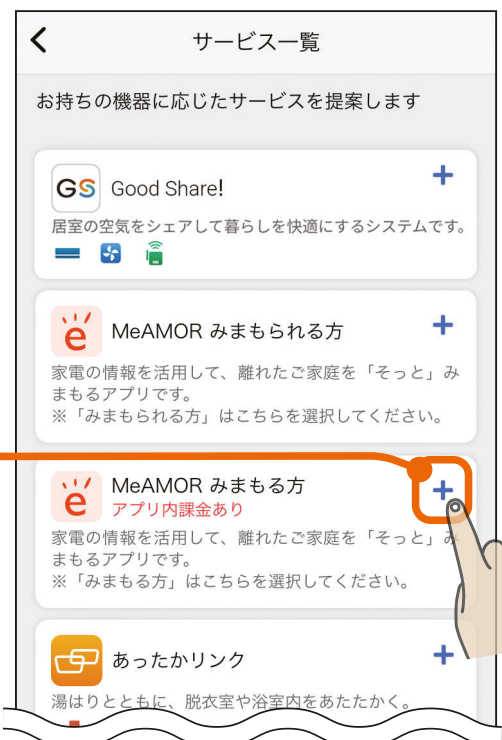 サービス一覧
お持ちの機器に応じたサービスを提案します
GS Good Share!
居室の空気をシェアして暮らしを快適にするシステムです。
e MeAMOR みまもられる方
家電の情報を活用して、離れたご家庭を「そっと」み
まもるアプリです。
※「みまもられる方」はこちらを選択してください。
e MeAMOR みまもる方
アプリ内課金あり
家電の情報を活用して、離れたご家庭を「そっと」み
まもるアプリです。
※「みまもる方」はこちらを選択してください。
あったかリンク
湯はりとともに、脱衣室や浴室内をあたたかく。